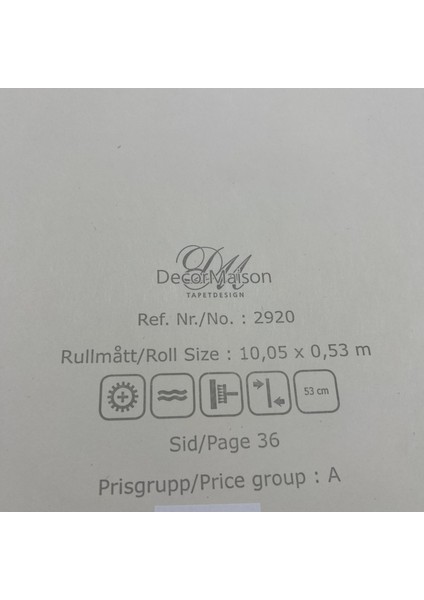 DM
DecorMaison
TAPETDESIGN
Ref. Nr./No. : 2920
Rullmått/Roll Size : 10,05 x 0,53 m
53 cm
Sid/Page 36
Prisgrupp/Price group : A